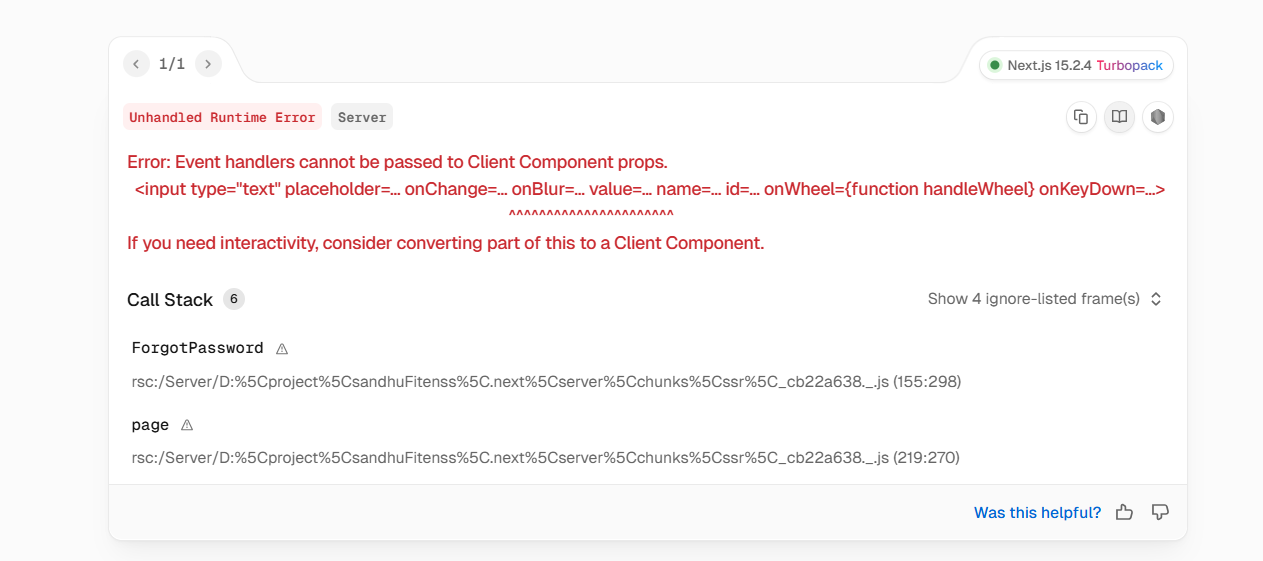 1/1
Next.js 15.2.4 Turbopack
Unhandled Runtime Error Server
Error: Event handlers cannot be passed to Client Component props.
<input type="text" placeholder=… onChange=… onBlur=… value=… name=… id=… onWheel={function handleWheel} onKeyDown=…>
^^^^^^^^^^^^^^^^^^^^^^
If you need interactivity, consider converting part of this to a Client Component.
Call Stack 6
Show 4 ignore-listed frame(s)
ForgotPassword
rsc:/Server/D:%5Cproject%5CsandhuFitenss%5C.next%5Cserver%5Cchunks%5Cssr%5C_cb22a638._.js (155:298)
page
rsc:/Server/D:%5Cproject%5CsandhuFitenss%5C.next%5Cserver%5Cchunks%5Cssr%5C_cb22a638._.js (219:270)
Was this helpful?